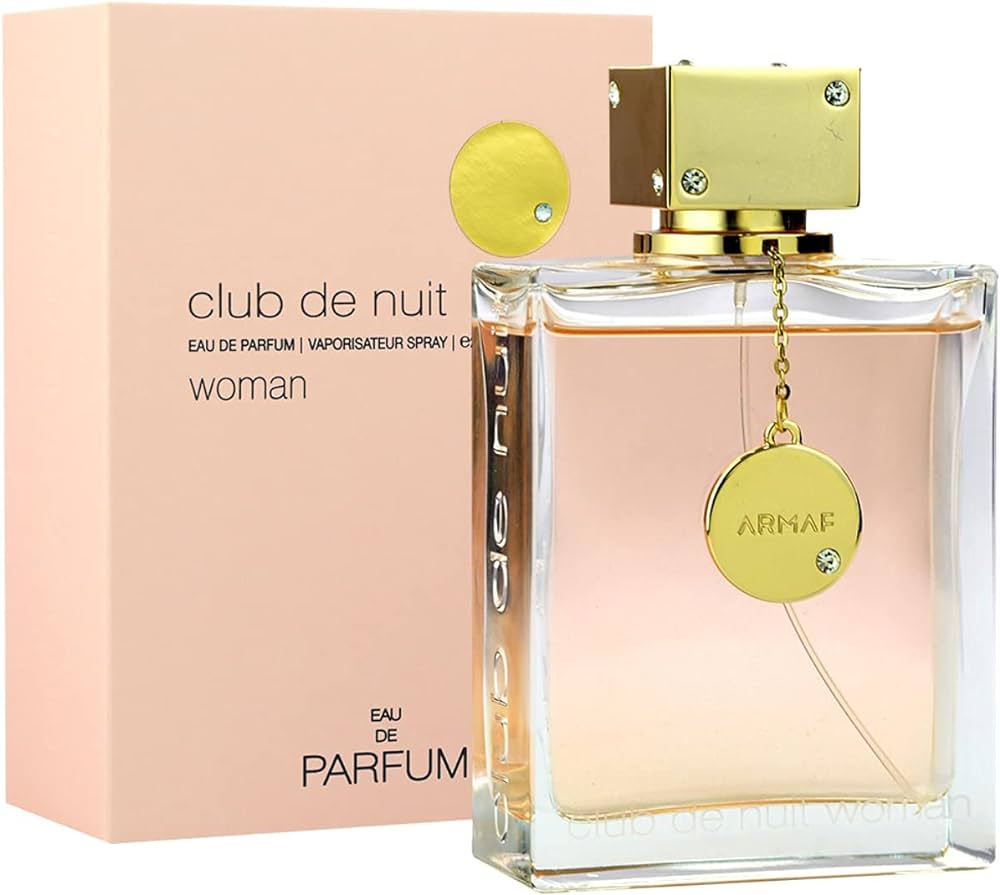 club de nuit
EAU DE PARFUM | VAPORISATEUR SPRAY |
woman
EAU
DE
PARFUM
club de nuit
ARMAF
club de nuit woman